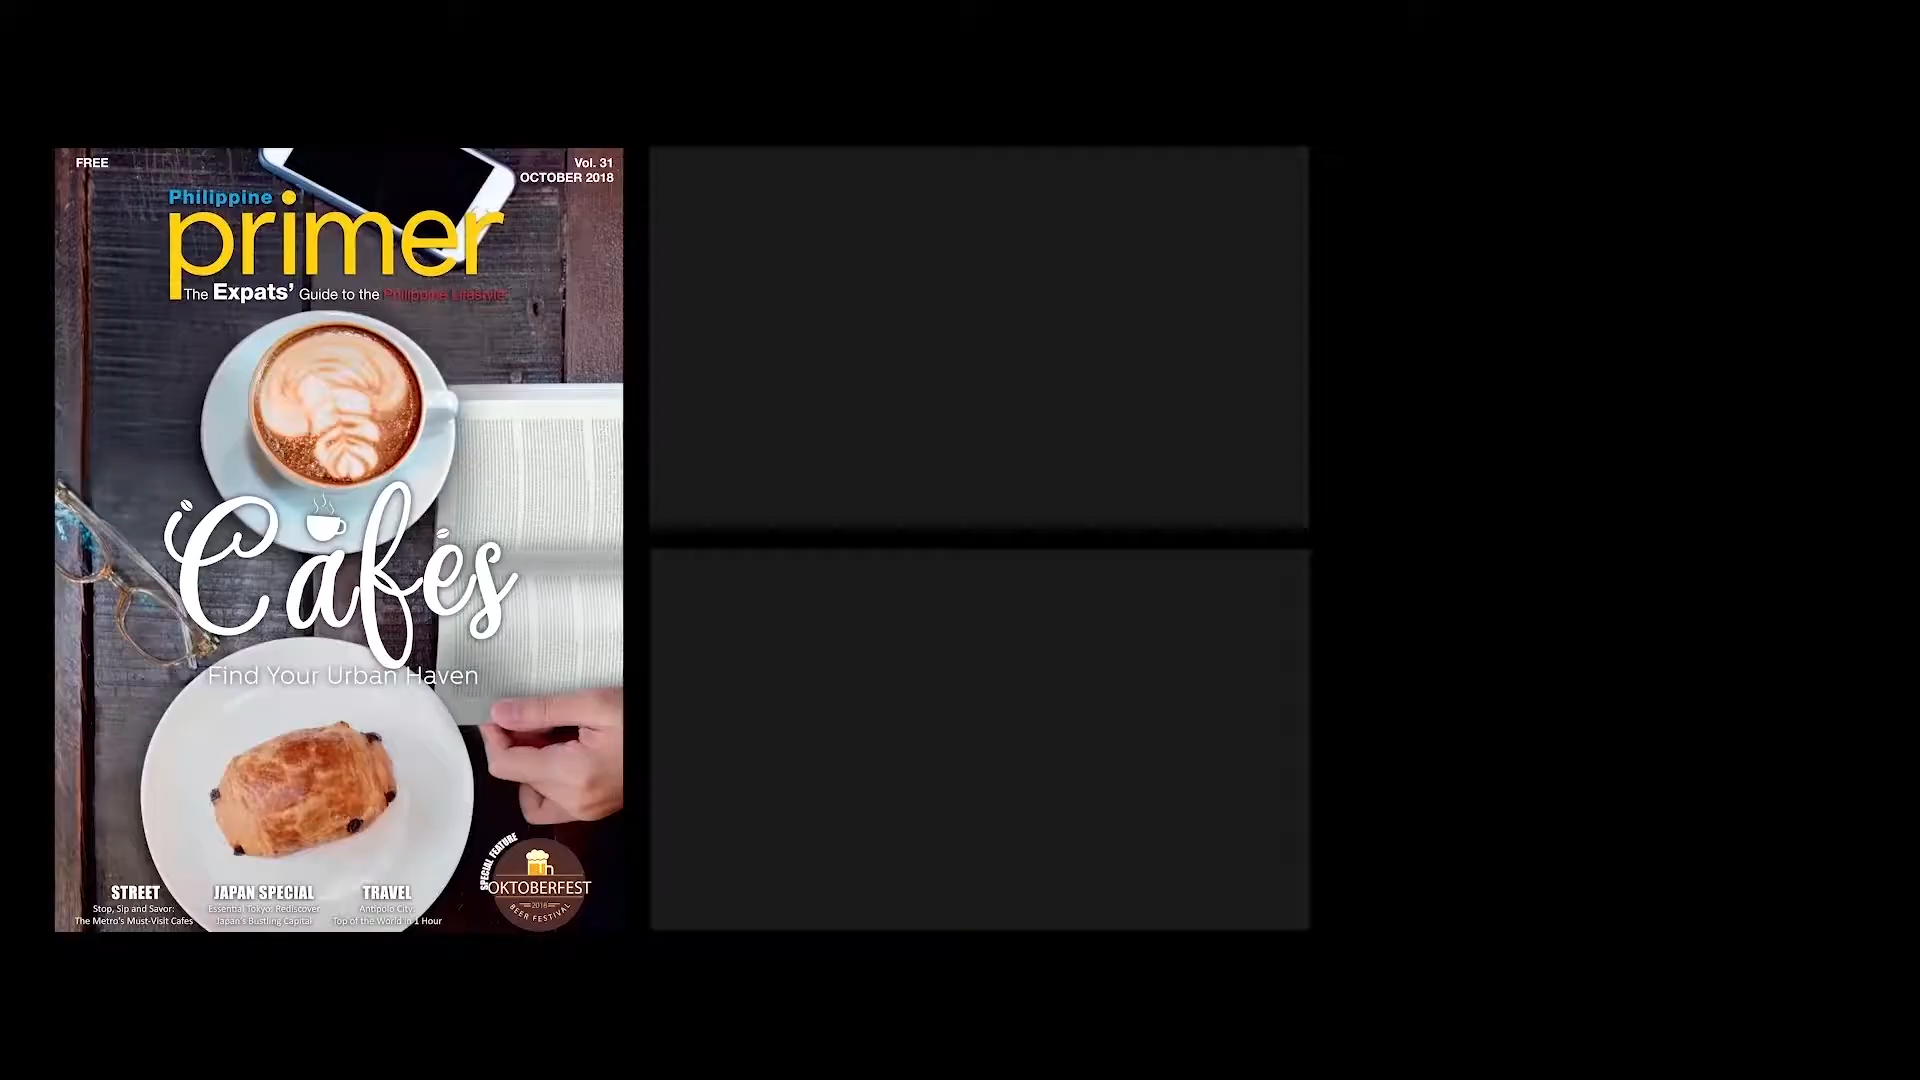 FREE
Vol. 31
OCTOBER 2018
Philippine
primer
The Expats' Guide to the Philippine Lifestyle
Cafés
Find Your Urban Haven
SPECIAL FEATURE
OKTOBERFEST
2018
BEER FESTIVAL
STREET
Stop, Sip and Savor:
The Metro's Must-Visit Cafes
JAPAN SPECIAL
Essential Tokyo: Rediscover
Japan's Bustling Capital
TRAVEL
Antipolo City:
Top of the World in 1 Hour